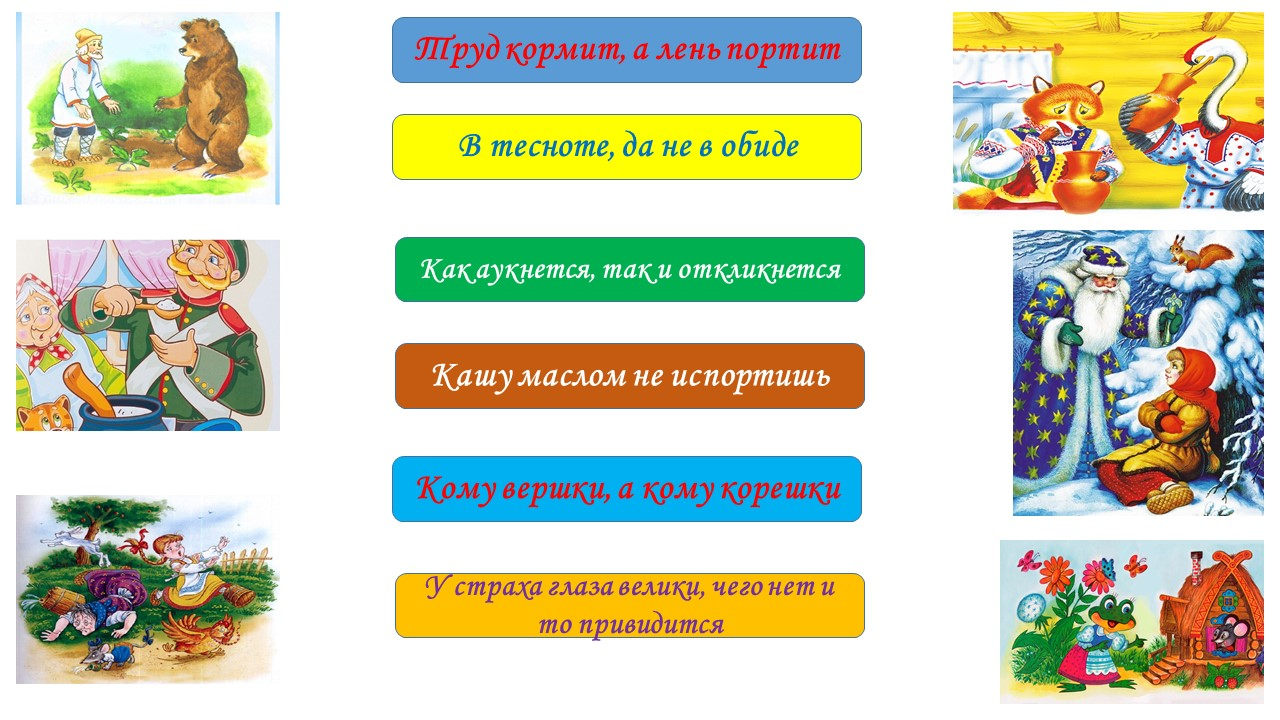 Труд кормит, а лень портит
В тесноте, да не в обиде
Как аукнется, так и откликнется
Кашу маслом не испортишь
Кому вершки, а кому корешки
У страха глаза велики, чего нет и
то привидится